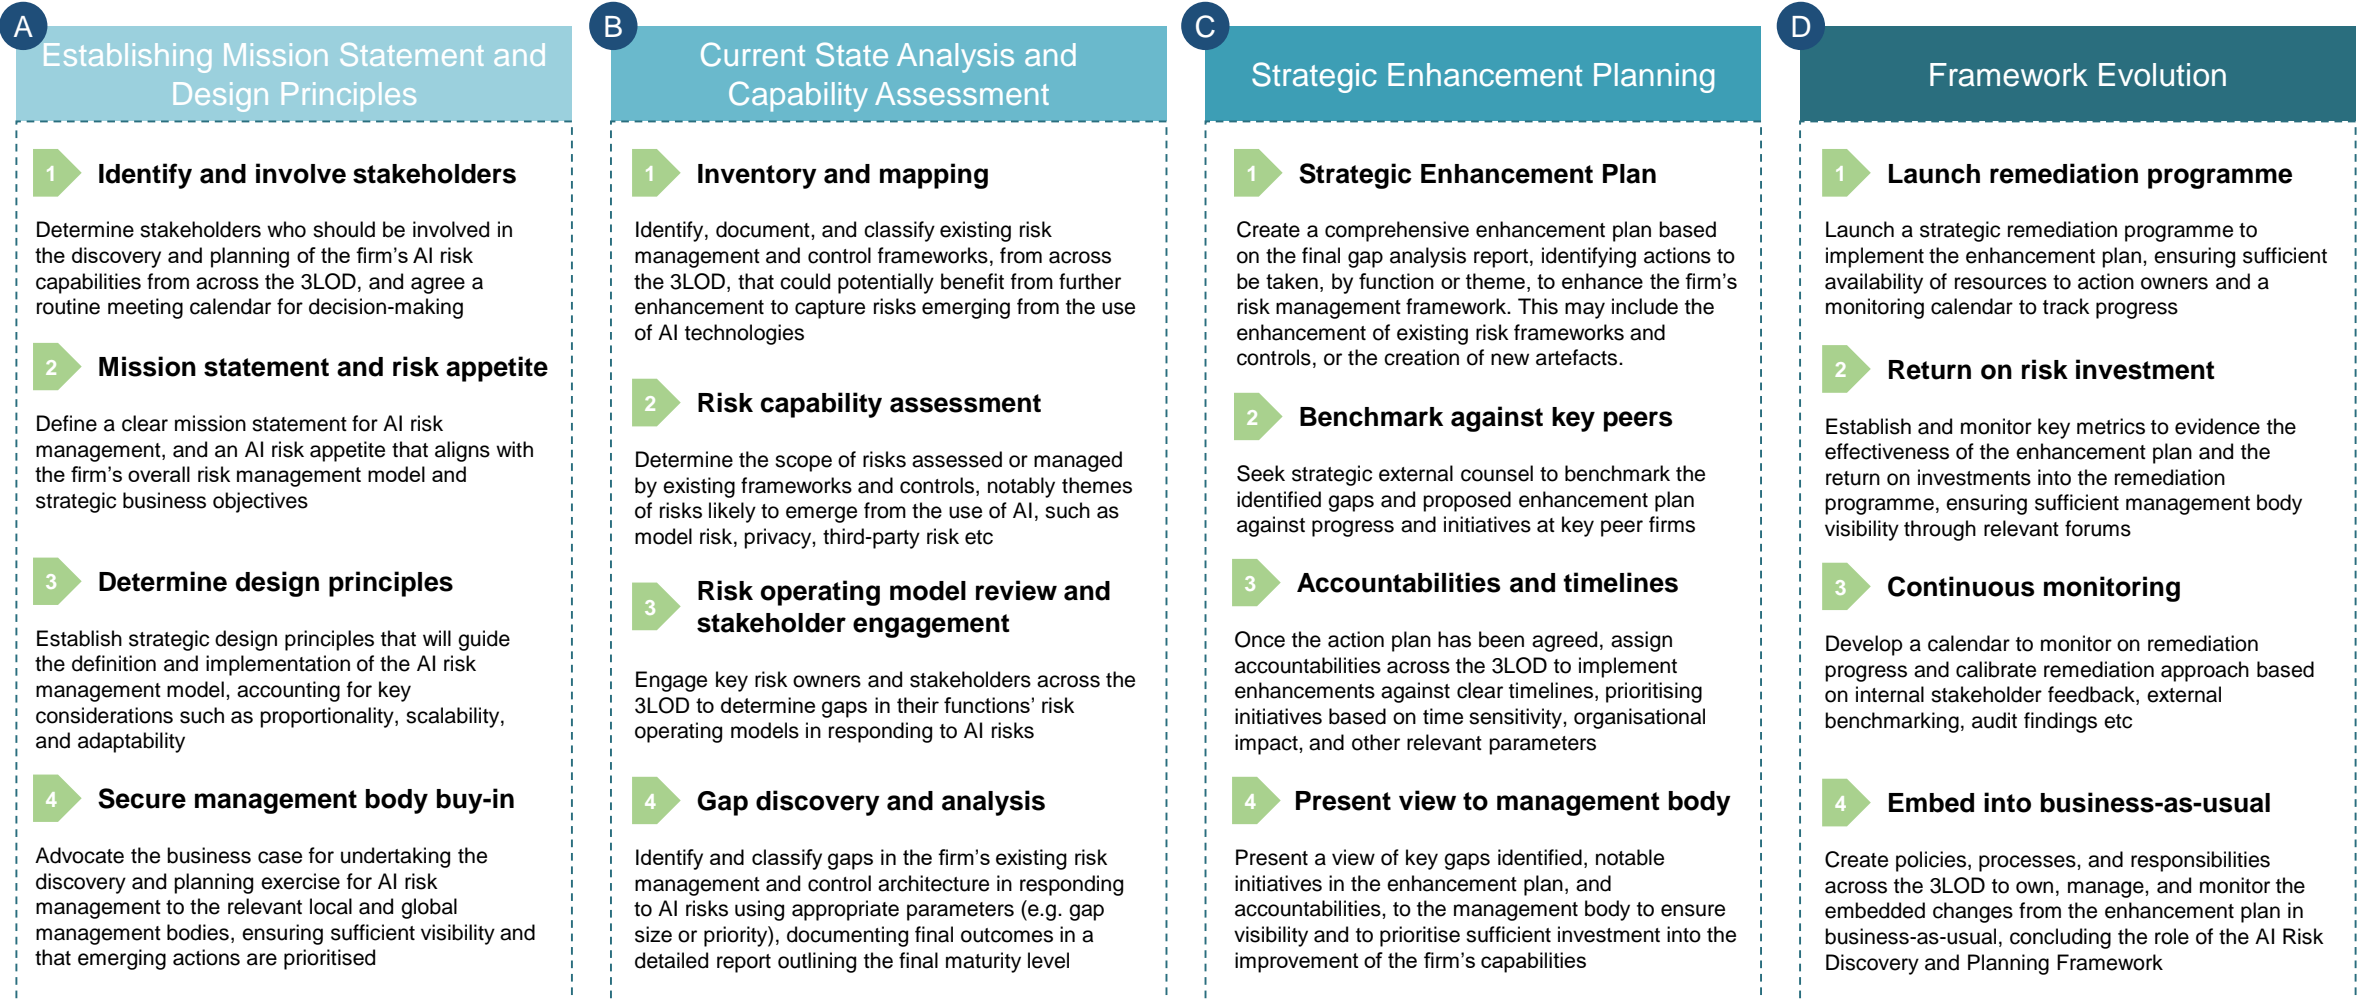 A
Establishing Mission Statement and
Design Principles
1
Identify and involve stakeholders
Determine stakeholders who should be involved in
the discovery and planning of the firm's AI risk
capabilities from across the 3LOD, and agree a
routine meeting calendar for decision-making
2
Mission statement and risk appetite
Define a clear mission statement for AI risk
management, and an AI risk appetite that aligns with
the firm's overall risk management model and
strategic business objectives
3
Determine design principles
Establish strategic design principles that will guide
the definition and implementation of the AI risk
management model, accounting for key
considerations such as proportionality, scalability,
and adaptability
4
Secure management body buy-in
Advocate the business case for undertaking the
discovery and planning exercise for AI risk
management to the relevant local and global
management bodies, ensuring sufficient visibility and
that emerging actions are prioritised
B
Current State Analysis and
Capability Assessment
1
Inventory and mapping
Identify, document, and classify existing risk
management and control frameworks, from across
the 3LOD, that could potentially benefit from further
enhancement to capture risks emerging from the use
of AI technologies
2
Risk capability assessment
Determine the scope of risks assessed or managed
by existing frameworks and controls, notably themes
of risks likely to emerge from the use of AI, such as
model risk, privacy, third-party risk etc
3
Risk operating model review and
stakeholder engagement
Engage key risk owners and stakeholders across the
3LOD to determine gaps in their functions' risk
operating models in responding to AI risks
4
Gap discovery and analysis
Identify and classify gaps in the firm's existing risk
management and control architecture in responding
to AI risks using appropriate parameters (e.g. gap
size or priority), documenting final outcomes in a
detailed report outlining the final maturity level
C
Strategic Enhancement Planning
1
Strategic Enhancement Plan
Create a comprehensive enhancement plan based
on the final gap analysis report, identifying actions to
be taken, by function or theme, to enhance the firm's
risk management framework. This may include the
enhancement of existing risk frameworks and
controls, or the creation of new artefacts.
2
Benchmark against key peers
Seek strategic external counsel to benchmark the
identified gaps and proposed enhancement plan
against progress and initiatives at key peer firms
3
Accountabilities and timelines
Once the action plan has been agreed, assign
accountabilities across the 3LOD to implement
enhancements against clear timelines, prioritising
initiatives based on time sensitivity, organisational
impact, and other relevant parameters
4
Present view to management body
Present a view of key gaps identified, notable
initiatives in the enhancement plan, and
accountabilities, to the management body to ensure
visibility and to prioritise sufficient investment into the
improvement of the firm's capabilities
D
Framework Evolution
1
Launch remediation programme
Launch a strategic remediation programme to
implement the enhancement plan, ensuring sufficient
availability of resources to action owners and a
monitoring calendar to track progress
2
Return on risk investment
Establish and monitor key metrics to evidence the
effectiveness of the enhancement plan and the
return on investments into the remediation
programme, ensuring sufficient management body
visibility through relevant forums
3
Continuous monitoring
Develop a calendar to monitor on remediation
progress and calibrate remediation approach based
on internal stakeholder feedback, external
benchmarking, audit findings etc
4
Embed into business-as-usual
Create policies, processes, and responsibilities
across the 3LOD to own, manage, and monitor the
embedded changes from the enhancement plan in
business-as-usual, concluding the role of the AI Risk
Discovery and Planning Framework